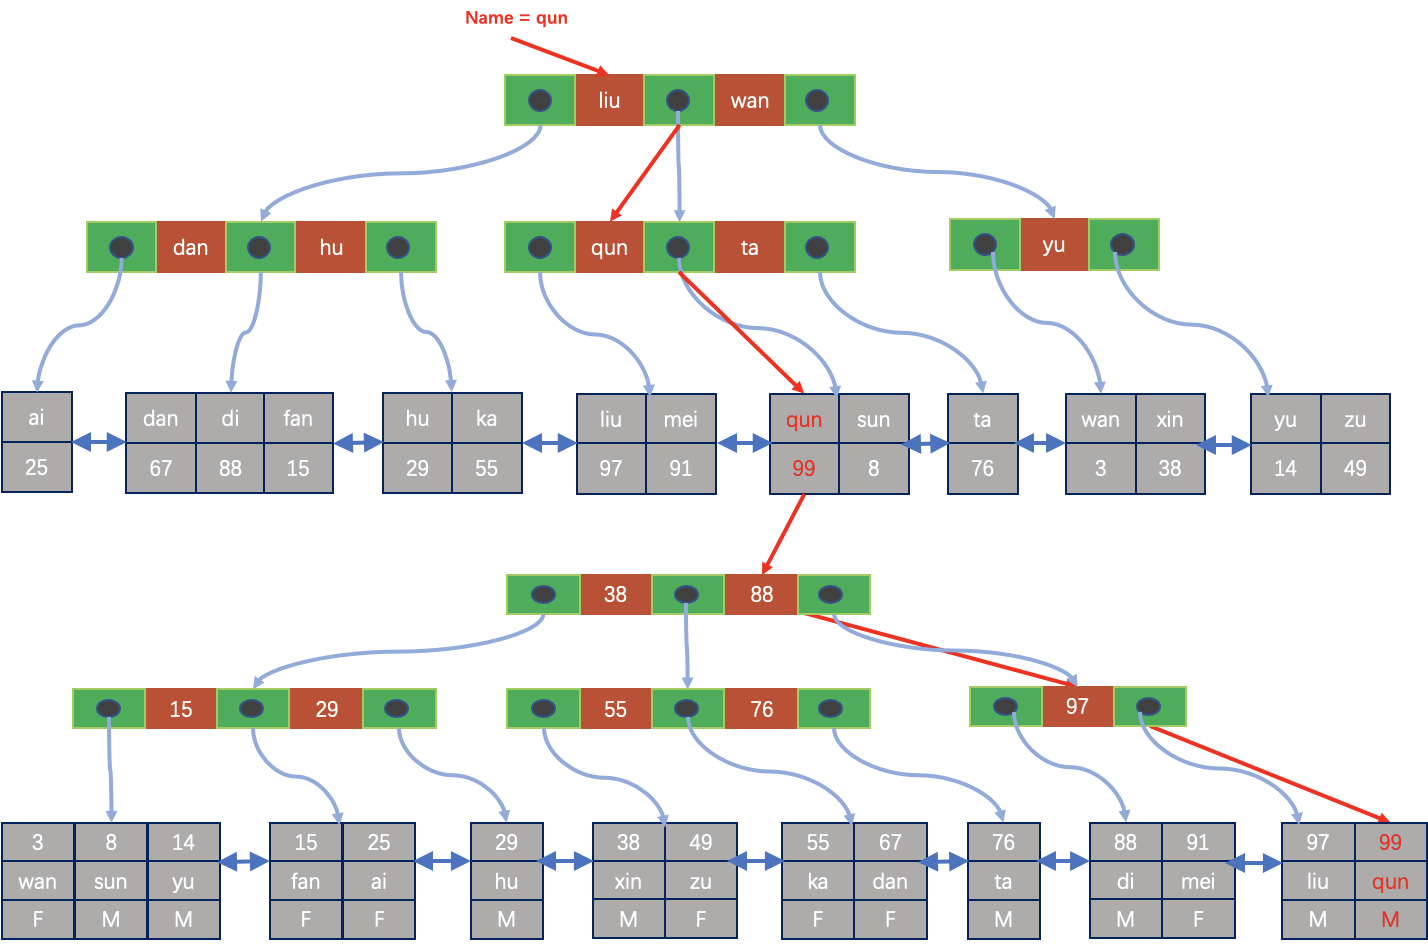 Name = qun
liu wan
dan hu qun ta yu
ai dan di fan hu ka liu mei qun sun ta wan xin yu zu
25 67 88 15 29 55 97 91 99 8 76 3 38 14 49
38 88
15 29 55 76 97
3 8 14 15 25 29 38 49 55 67 76 88 91 97 99
wan sun yu fan ai hu xin zu ka dan ta di mei liu qun
F M M F F M M F F F M M F M M